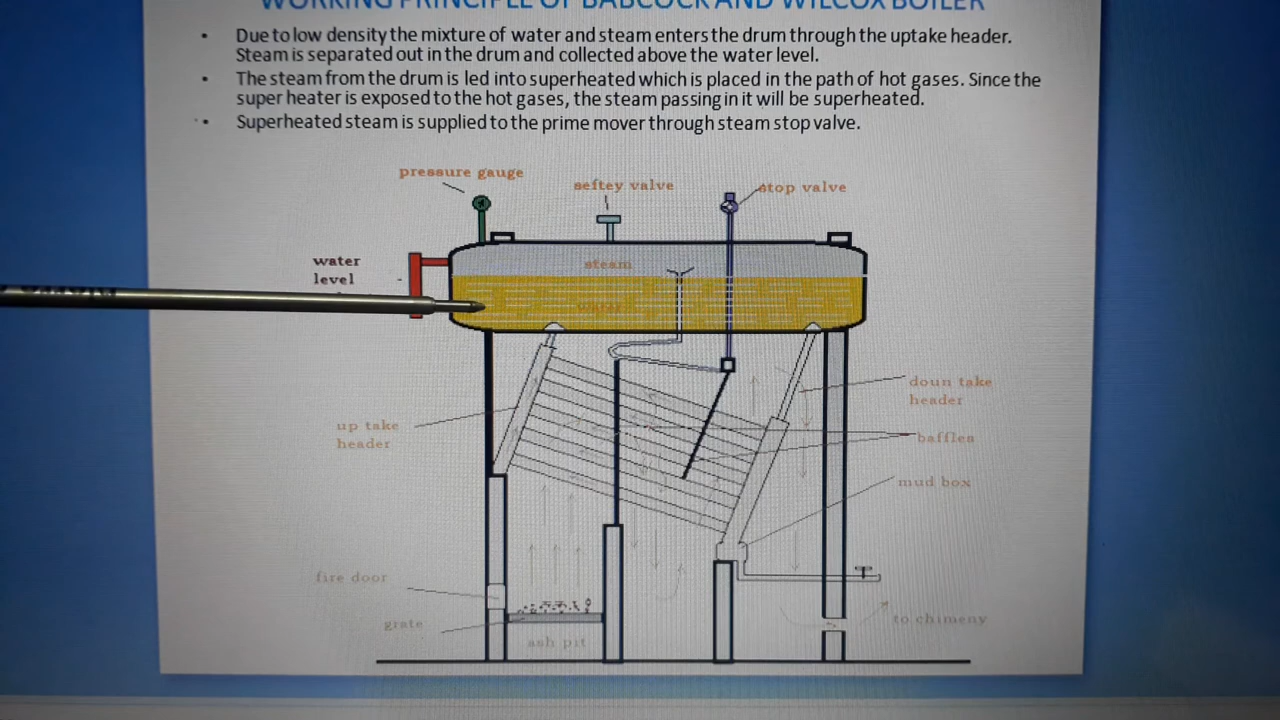 WORKING PRINCIPLE OF BABCOCK AND WILCOX BOILER
Due to low density the mixture of water and steam enters the drum through the uptake header.
Steam is separated out in the drum and collected above the water level.
The steam from the drum is led into superheated which is placed in the path of hot gases. Since the
super heater is exposed to the hot gases, the steam passing in it will be superheated.
Superheated steam is supplied to the prime mover through steam stop valve.
pressure gauge
seftey valve
stop valve
water
level
steam
water
doun take
header
up take
header
baffles
mud box
fire door
grate
ash pit
to chimeny